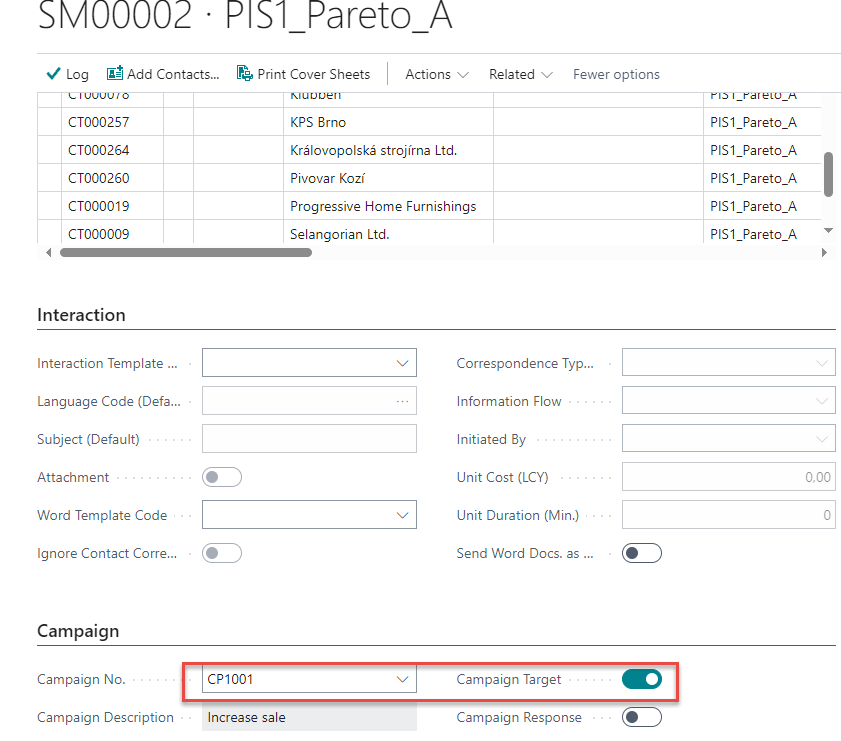 SM00002 · PIS1_Pareto_A
Log Add Contacts... Print Cover Sheets Actions Related Fewer options
CT000078 Klubben PIS1_Pareto_A
CT000257 KPS Brno PIS1_Pareto_A
CT000264 Královopolská strojírna Ltd. PIS1_Pareto_A
CT000260 Pivovar Kozí PIS1_Pareto_A
CT000019 Progressive Home Furnishings PIS1_Pareto_A
CT000009 Selangorian Ltd. PIS1_Pareto_A
Interaction
Interaction Template ... Correspondence Typ...
Language Code (Defa... Information Flow
Subject (Default) Initiated By
Attachment Unit Cost (LCY) 0,00
Word Template Code Unit Duration (Min.) 0
Ignore Contact Corre... Send Word Docs. as ...
Campaign
Campaign No. CP1001 Campaign Target
Campaign Description Increase sale Campaign Response